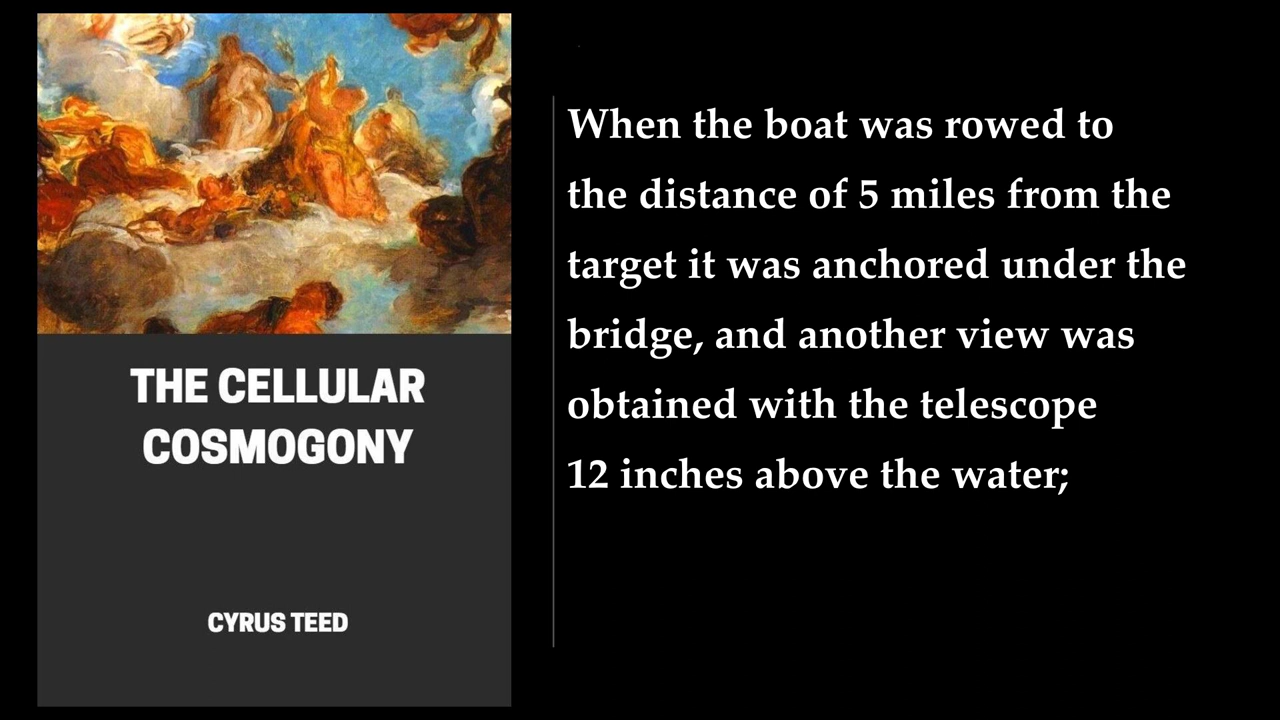 THE CELLULAR
COSMOGONY
CYRUS TEED
When the boat was rowed to
the distance of 5 miles from the
target it was anchored under the
bridge, and another view was
obtained with the telescope
12 inches above the water;